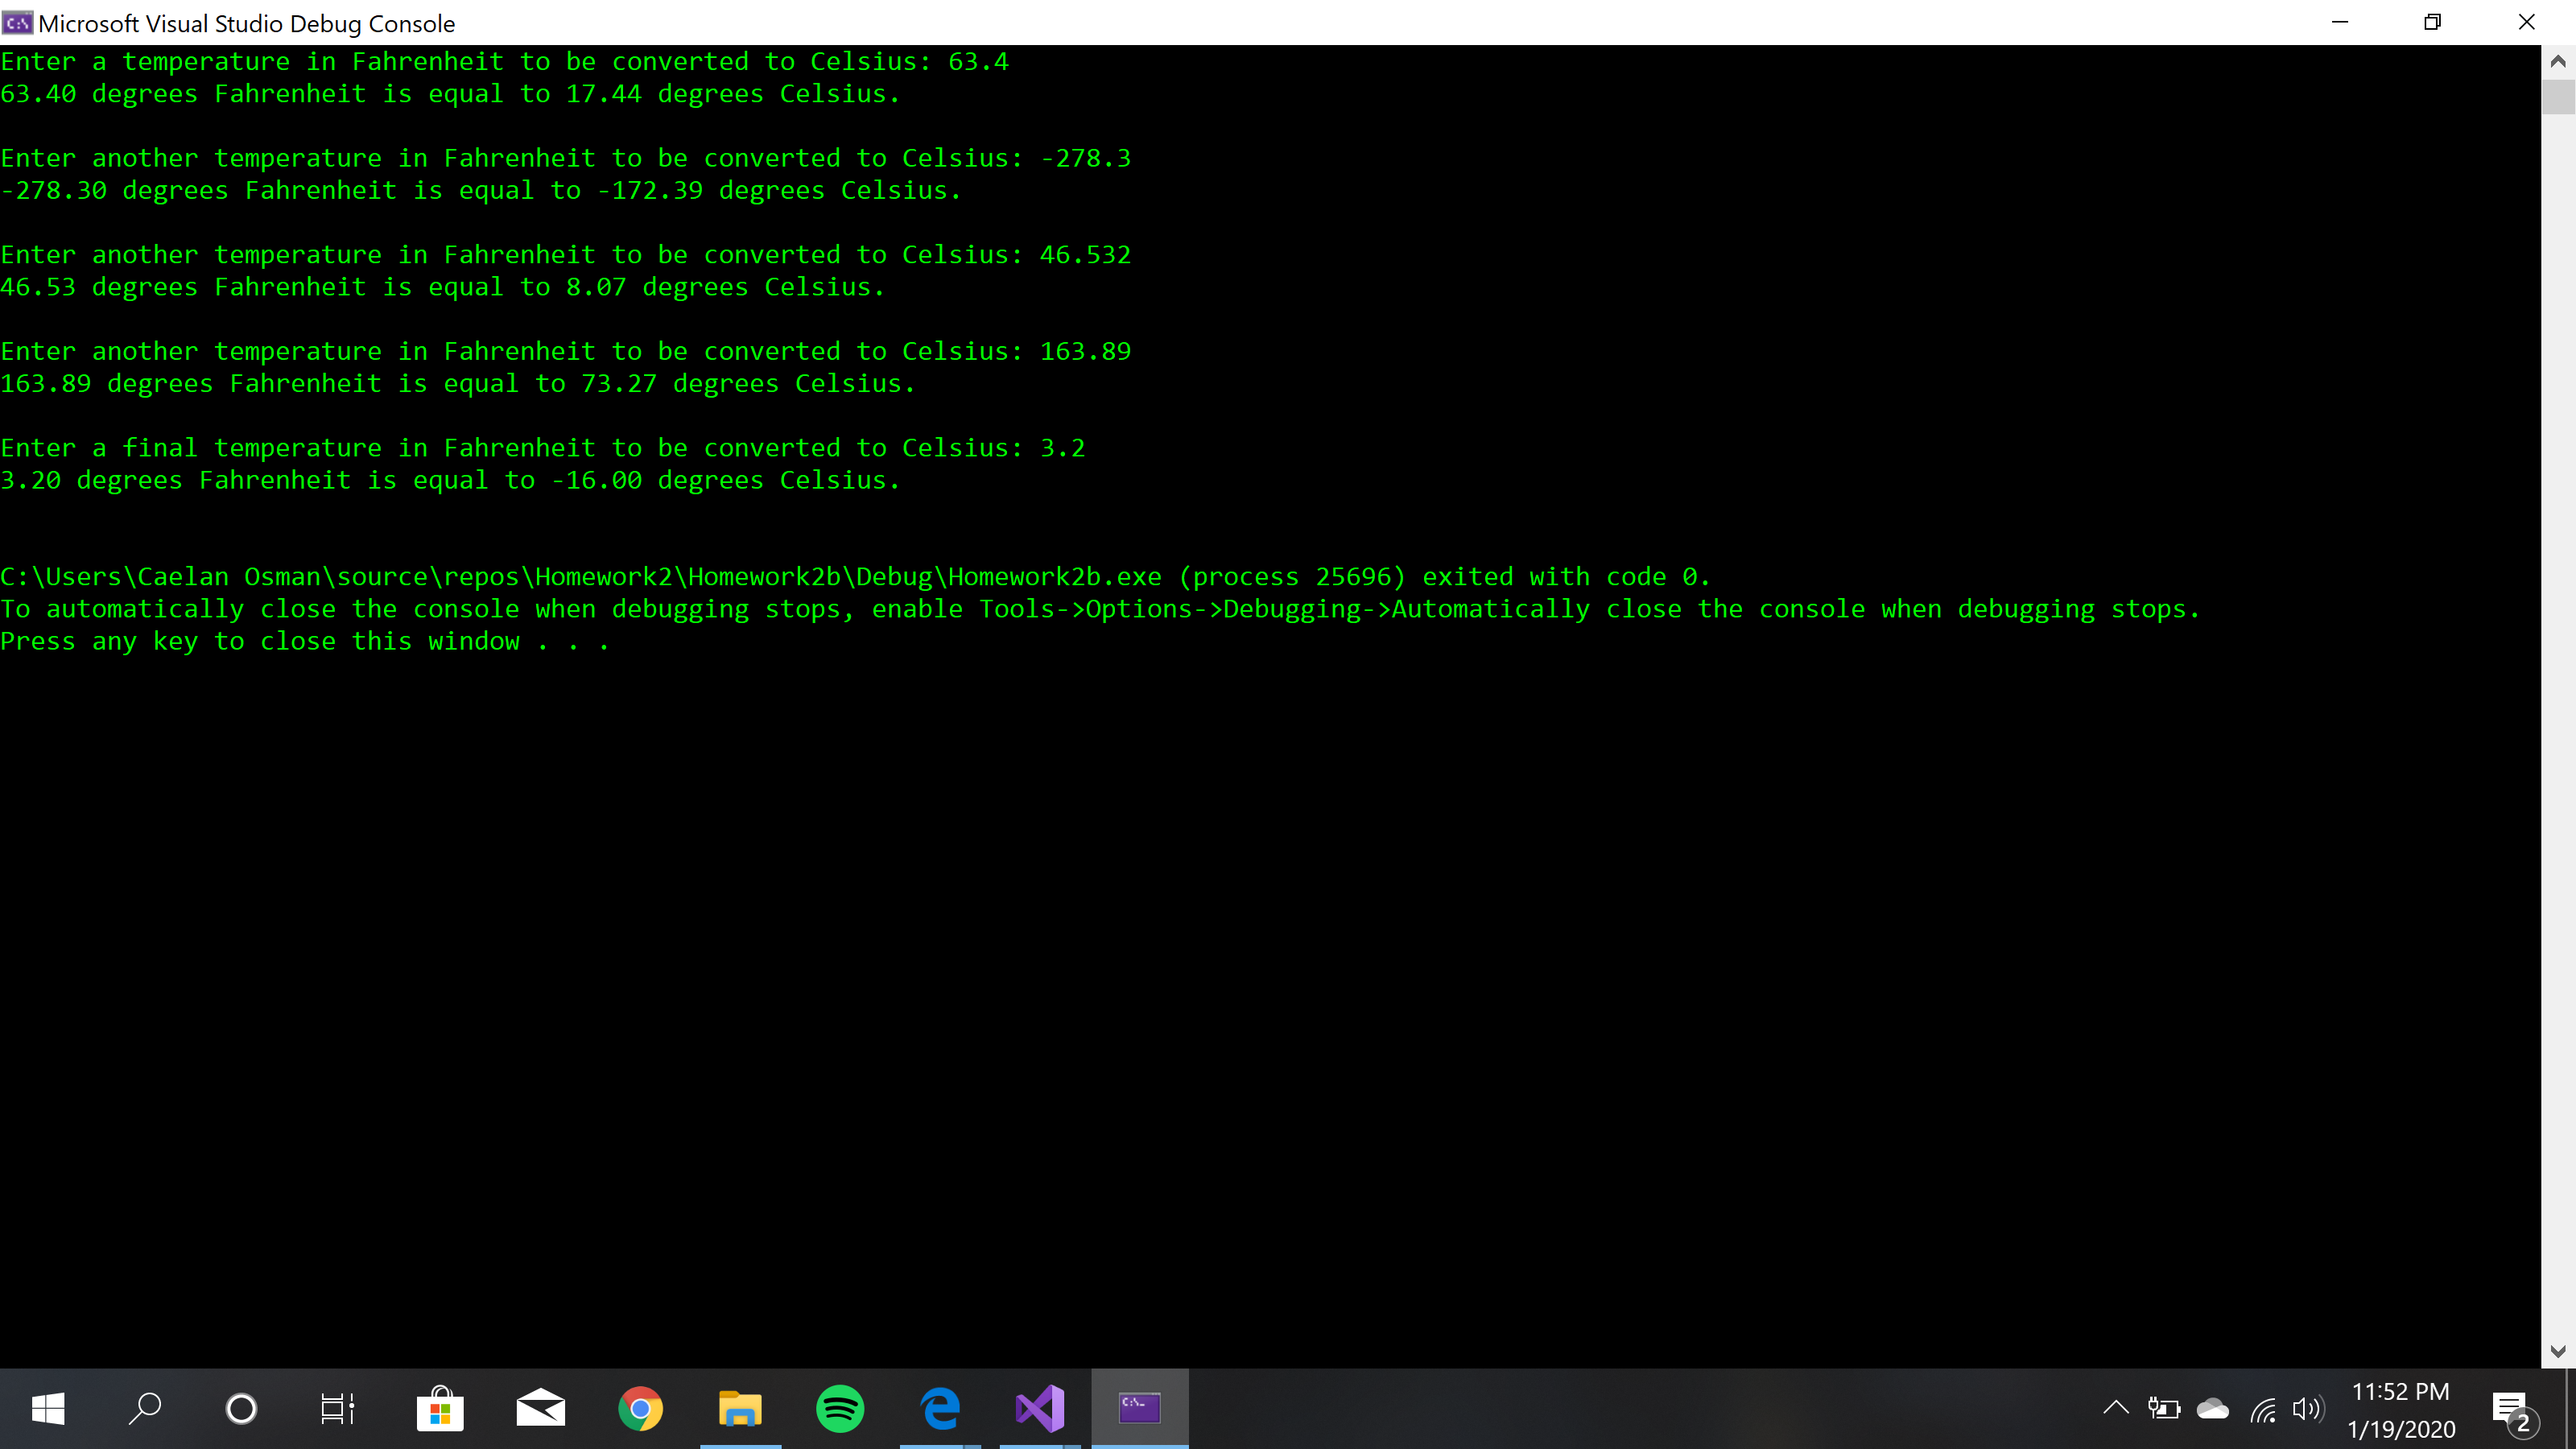 Microsoft Visual Studio Debug Console
Enter a temperature in Fahrenheit to be converted to Celsius: 63.4
63.40 degrees Fahrenheit is equal to 17.44 degrees Celsius.
Enter another temperature in Fahrenheit to be converted to Celsius: -278.3
-278.30 degrees Fahrenheit is equal to -172.39 degrees Celsius.
Enter another temperature in Fahrenheit to be converted to Celsius: 46.532
46.53 degrees Fahrenheit is equal to 8.07 degrees Celsius.
Enter another temperature in Fahrenheit to be converted to Celsius: 163.89
163.89 degrees Fahrenheit is equal to 73.27 degrees Celsius.
Enter a final temperature in Fahrenheit to be converted to Celsius: 3.2
3.20 degrees Fahrenheit is equal to -16.00 degrees Celsius.
C:\Users\Caelan Osman\source\repos\Homework2\Homework2b\Debug\Homework2b.exe (process 25696) exited with code 0.
To automatically close the console when debugging stops, enable Tools->Options->Debugging->Automatically close the console when debugging stops.
Press any key to close this window . . .
11:52 PM
1/19/2020
2